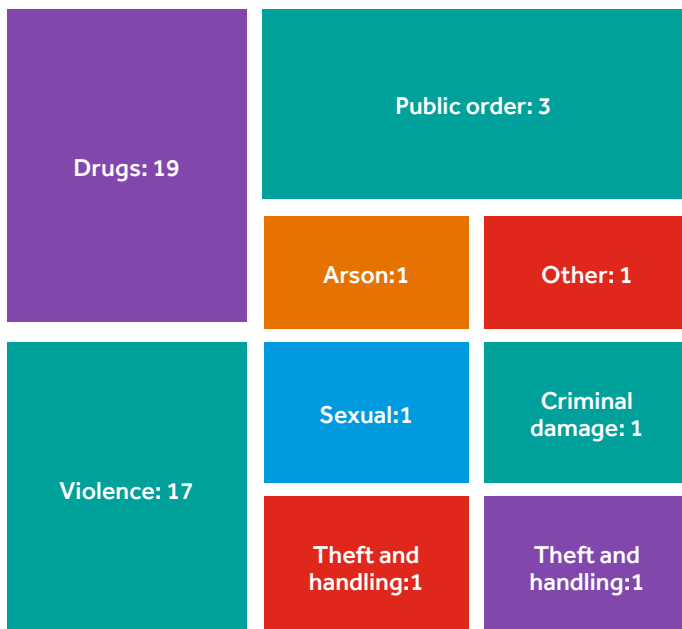 Drugs: 19
Public order: 3
Arson:1
Other: 1
Violence: 17
Sexual:1
Criminal
damage: 1
Theft and
handling:1
Theft and
handling:1